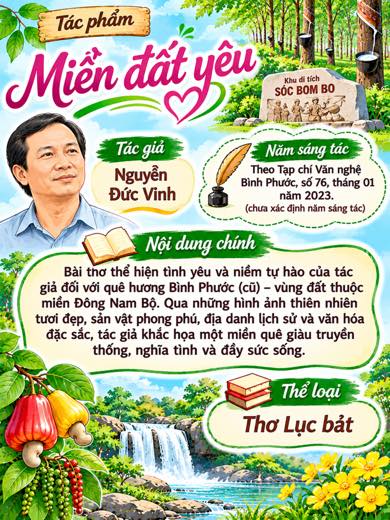 Tác phẩm
Miền đất yêu
Khu di tích
SÓC BOM BO
Tác giả
Nguyễn
Đức Vinh
Năm sáng tác
Theo Tạp chí Văn nghệ
Bình Phước, số 76, tháng 01
năm 2023.
(chưa xác định năm sáng tác)
Nội dung chính
Bài thơ thể hiện tình yêu và niềm tự hào của tác
giả đối với quê hương Bình Phước (cũ) – vùng đất thuộc
miền Đông Nam Bộ. Qua những hình ảnh thiên nhiên
tươi đẹp, sản vật phong phú, địa danh lịch sử và văn hóa
đặc sắc, tác giả khắc họa một miền quê giàu truyền
thống, nghĩa tình và đầy sức sống.
Thể loại
Thơ Lục bát